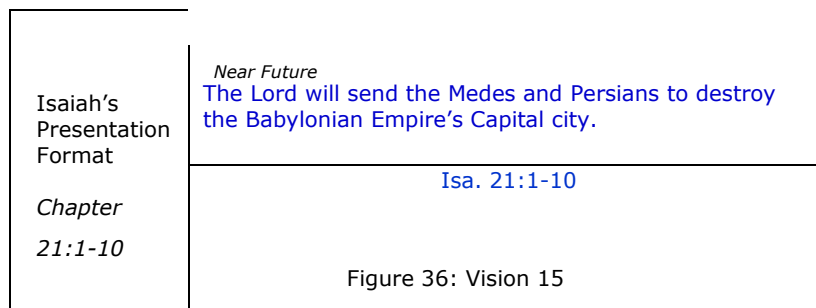 Isaiah's
Presentation
Format
Chapter
21:1-10
Near Future
The Lord will send the Medes and Persians to destroy
the Babylonian Empire's Capital city.
Isa. 21:1-10
Figure 36: Vision 15